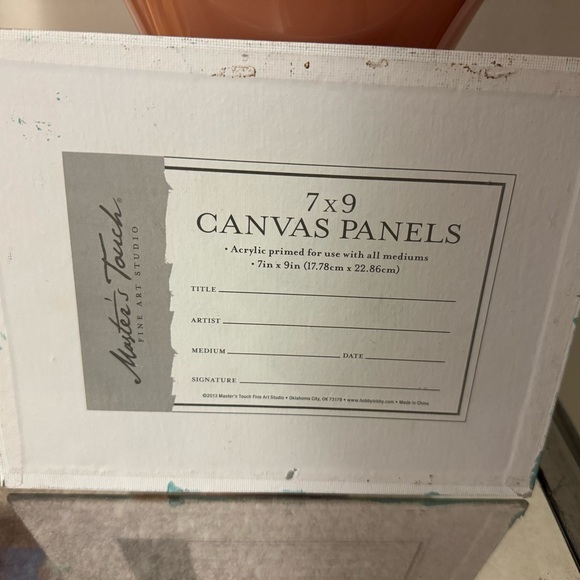 7 x 9
CANVAS PANELS
• Acrylic primed for use with all mediums
• 7in x 9in (17.78cm x 22.86cm)
TITLE
ARTIST
MEDIUM DATE
SIGNATURE
©2013 Master's Touch Fine Art Studio • Oklahoma City, OK 73179 • www.hobbylobby.com • Made in China
Master's Touch®
FINE ART STUDIO